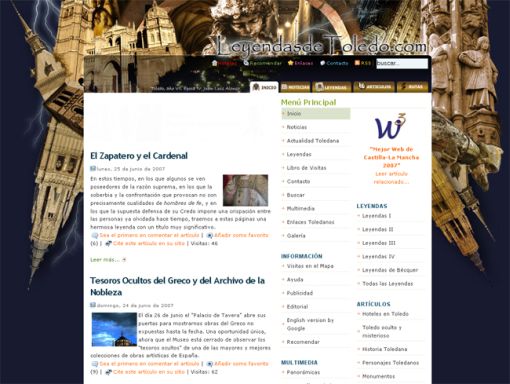 LeyendasdeToledo.com
Noticias
Recomendar
Enlaces
Contacto
RSS
buscar...
INICIO
NOTICIAS
LEYENDAS
ARTICULOS
RUTAS
Menú Principal
Inicio
Noticias
Actualidad Toledana
Leyendas
Libro de Visitas
Contacto
Buscar
Multimedia
Enlaces Toledanos
Galería
INFORMACIÓN
Visitas en el Mapa
Ayuda
Publicidad
Editorial
English version by
Google
Recomendar
MULTIMEDIA
Panorámicas
El Zapatero y el Cardenal
lunes, 25 de junio de 2007
En estos tiempos, en los que algunos se ven
poseedores de la razón suprema, en los que la
soberbia y la confrontación que provocan no son
precisamente cualidades de hombres de fe, y en
los que la supuesta defensa de su Credo impone una crispación entre
las personas ya olvidada hace tiempo, traemos a estas páginas una
hermosa leyenda con un título muy significativo.
Sea el primero en comentar el artículo | Añadir como favorito
(6) | Cite este artículo en su sitio | Visitas: 46
Leer más...
Tesoros Ocultos del Greco y del Archivo de la
Nobleza
domingo, 24 de junio de 2007
El día 26 de junio el "Palacio de Tavera" abre sus
puertas para mostrarnos obras del Greco no
expuestas hasta la fecha. Una oportunidad única,
ahora que el Museo está cerrado de observar los
"tesoros ocultos" de una de las mayores y mejores
colecciones de obras artísticas de España.
Sea el primero en comentar el artículo | Añadir como favorito
(9) | Cite este artículo en su sitio | Visitas: 62
W3
"Mejor Web de
Castilla-La Mancha
2007"
Leer artículo
relacionado...
LEYENDAS
Leyendas I
Leyendas II
Leyendas III
Leyendas IV
Leyendas de Bécquer
Todas las Leyendas
ARTÍCULOS
Hoteles en Toledo
Toledo oculto y
misterioso
Historia Toledana
Personajes Toledanos
Monumentos